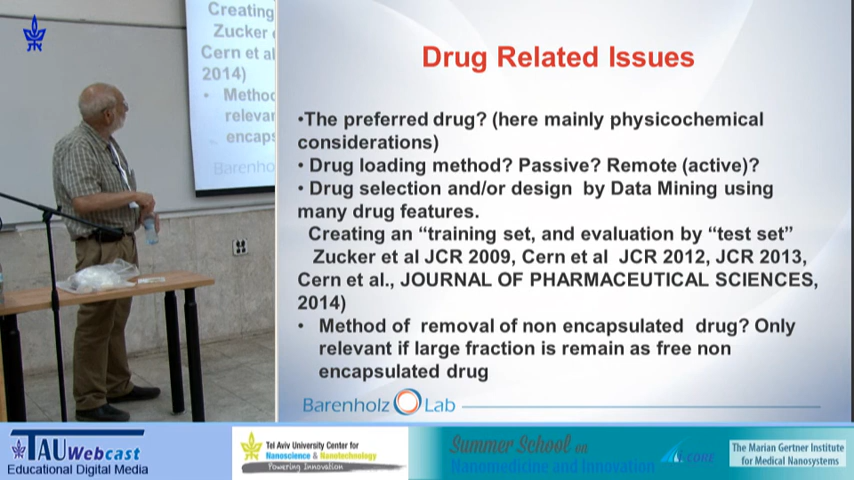 Creating
Zucker
Cern et al
2014)
• Method
relevan
encaps
Barenho
Drug Related Issues
•The preferred drug? (here mainly physicochemical
considerations)
• Drug loading method? Passive? Remote (active)?
• Drug selection and/or design by Data Mining using
many drug features.
Creating an “training set, and evaluation by “test set”
Zucker et al JCR 2009, Cern et al JCR 2012, JCR 2013,
Cern et al., JOURNAL OF PHARMACEUTICAL SCIENCES,
2014)
• Method of removal of non encapsulated drug? Only
relevant if large fraction is remain as free non
encapsulated drug
Barenholz Lab
TAU Webcast
Educational Digital Media
Tel Aviv University Center for
Nanoscience & Nanotechnology
Powering Innovation
Summer School on
Nanomedicine and Innovation
I-CORE
The Marian Gertner Institute
for Medical Nanosystems